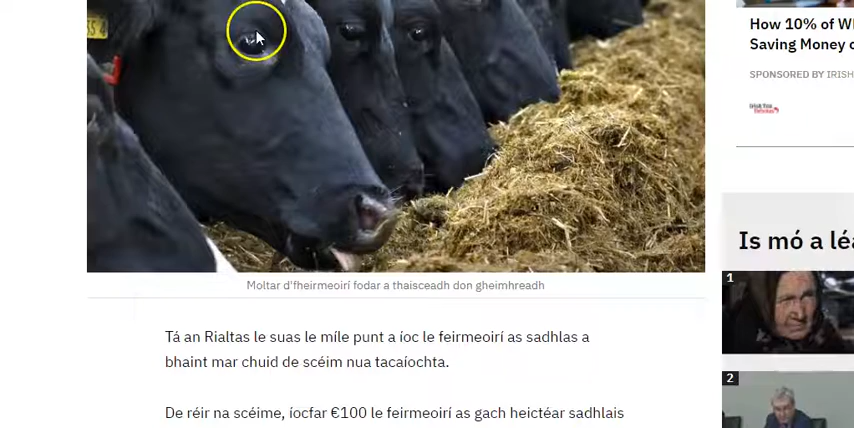 How 10% of
Saving Money
SPONSORED BY IRISH
Moltar d'fheirmeoirí fodar a thaisceadh don gheimhreadh
Is mó a
1
Tá an Rialtas le suas le míle punt a íoc le feirmeoirí as sadhlas a
bhaint mar chuid de scéim nua tacaíochta.
2
De réir na scéime, íocfar €100 le feirmeoirí as gach heictéar sadhlais